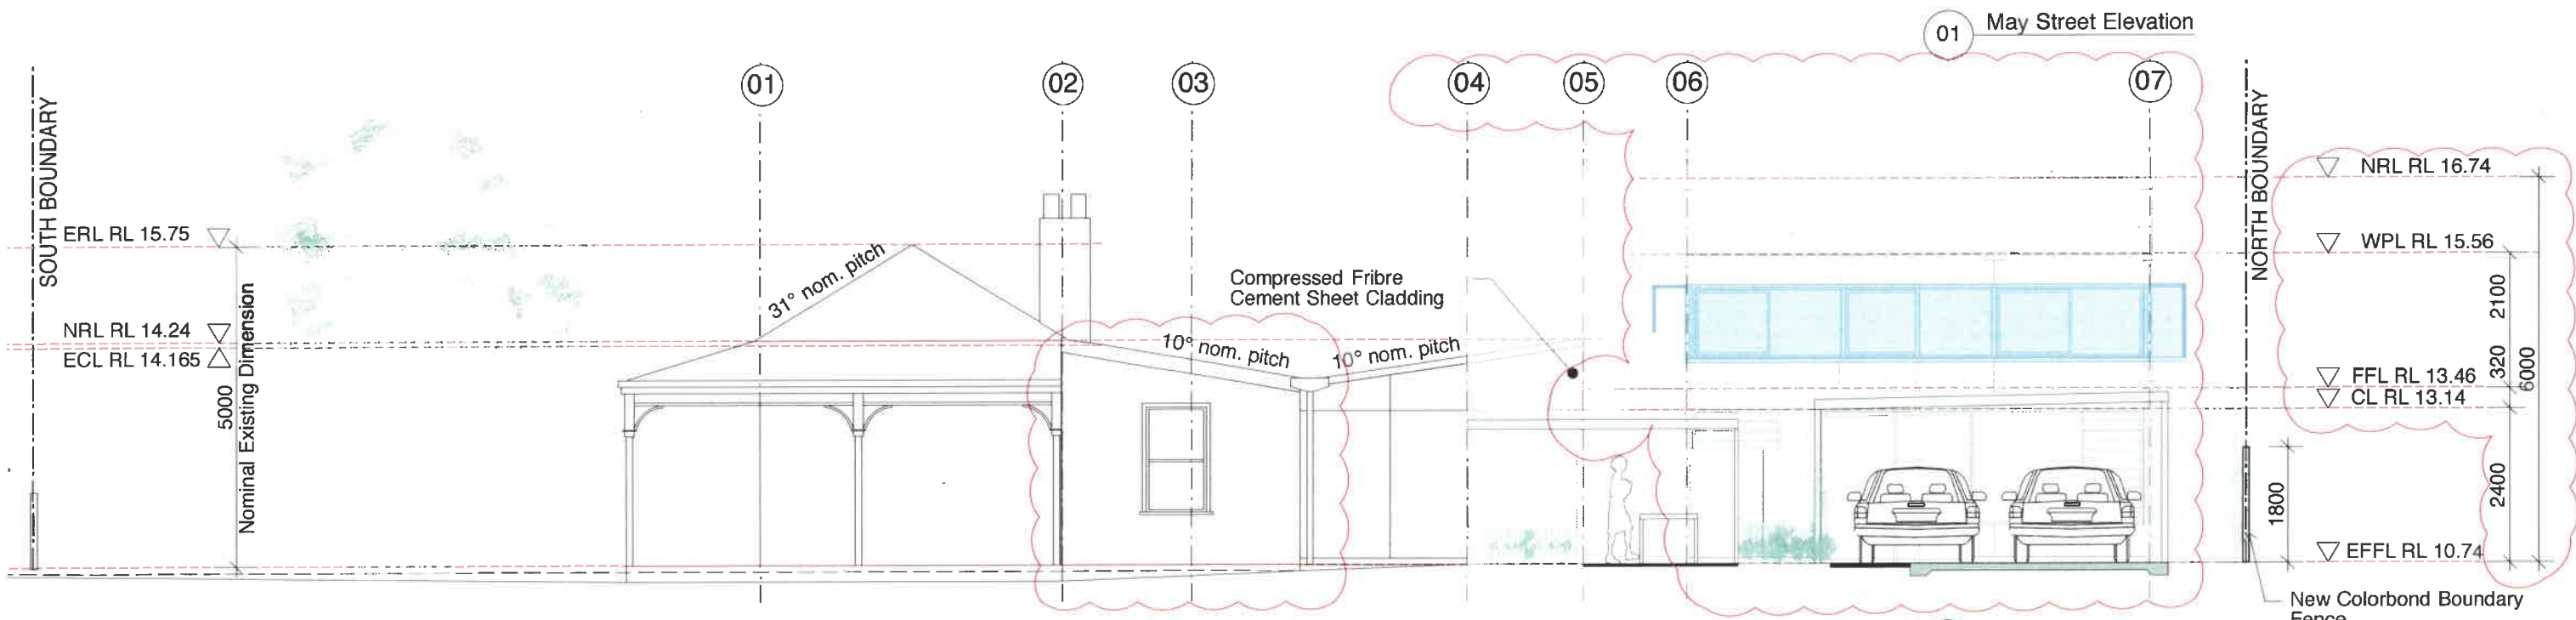 01 May Street Elevation
01
02
03
04
05
06
07
SOUTH BOUNDARY
NORTH BOUNDARY
ERL RL 15.75
NRL RL 14.24
ECL RL 14.165
5000
Nominal Existing Dimension
31° nom. pitch
10° nom. pitch
10° nom. pitch
Compressed Fribre
Cement Sheet Cladding
NRL RL 16.74
WPL RL 15.56
FFL RL 13.46
CL RL 13.14
EFFL RL 10.74
2100
320
6000
2400
1800
New Colorbond Boundary
Fence